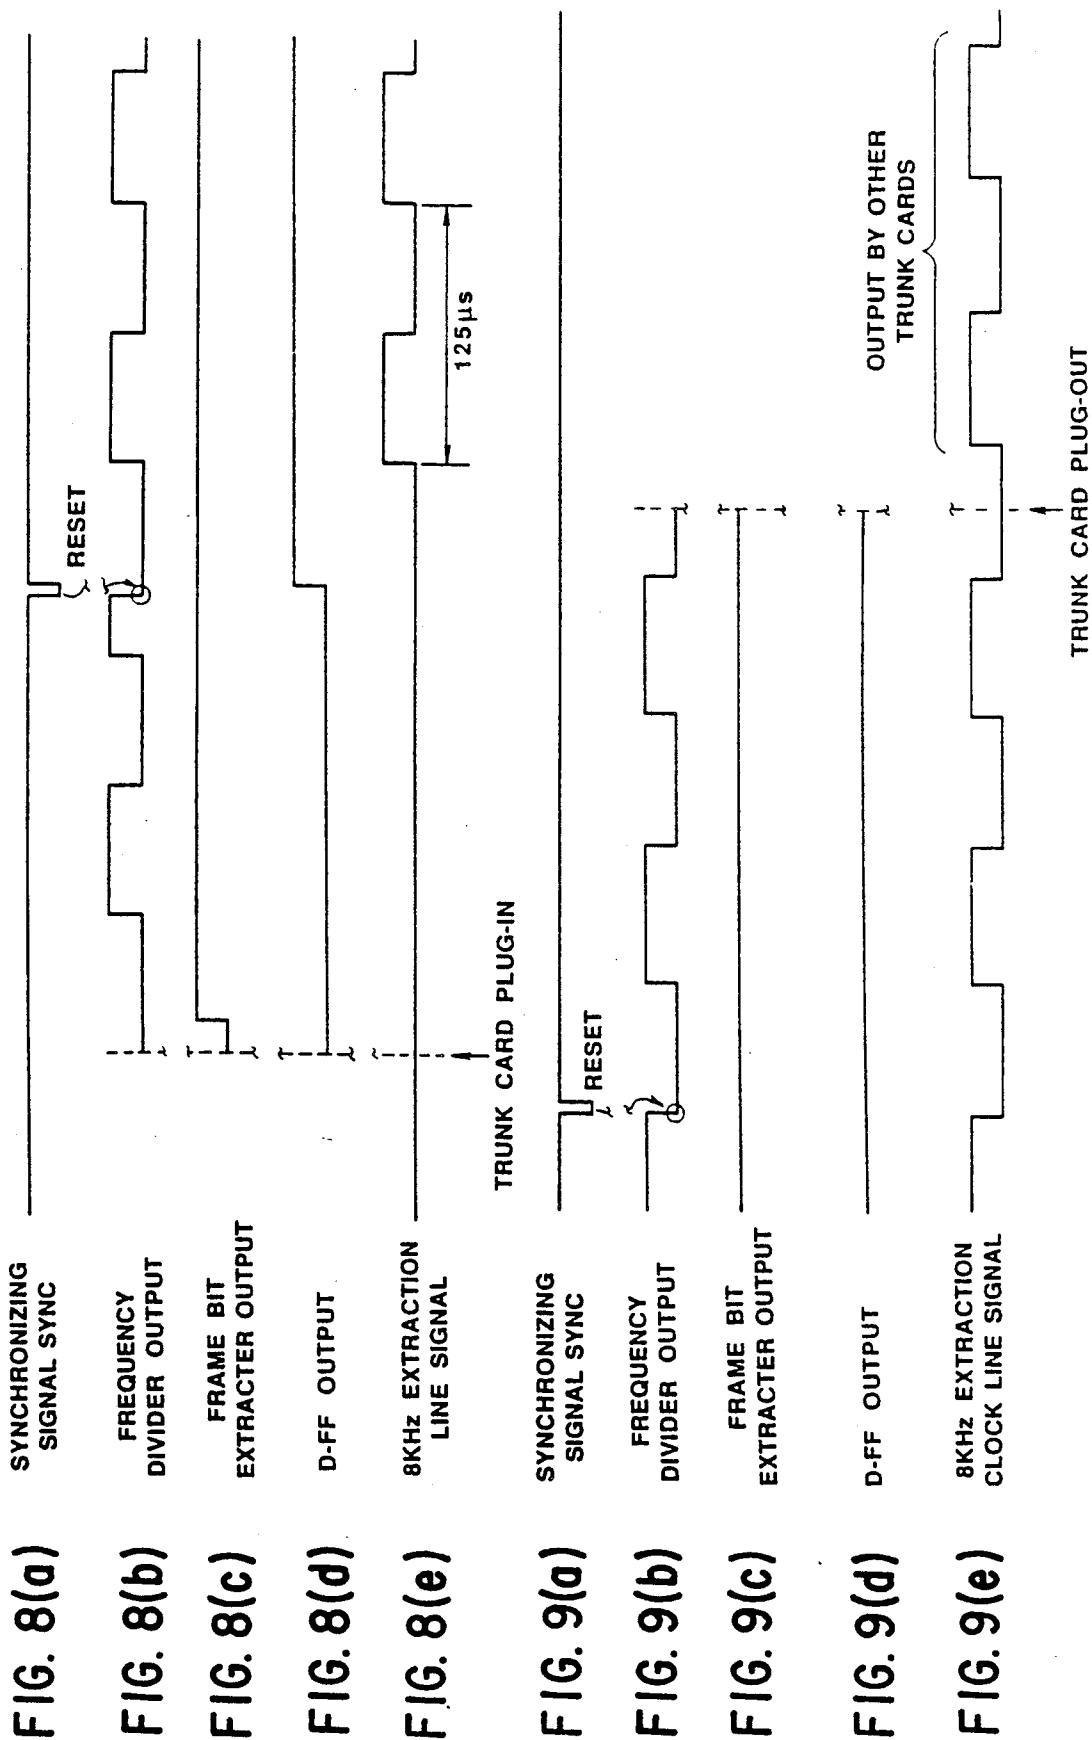 FIG. 8(a)
SYNCHRONIZING
SIGNAL SYNC
RESET
FIG. 8(b)
FREQUENCY
DIVIDER OUTPUT
FIG. 8(c)
FRAME BIT
EXTRACTER OUTPUT
FIG. 8(d)
D-FF OUTPUT
FIG. 8(e)
8KHz EXTRACTION
LINE SIGNAL
125μs
TRUNK CARD PLUG-IN
FIG. 9(a)
SYNCHRONIZING
SIGNAL SYNC
RESET
FIG. 9(b)
FREQUENCY
DIVIDER OUTPUT
FIG. 9(c)
FRAME BIT
EXTRACTER OUTPUT
FIG. 9(d)
D-FF OUTPUT
OUTPUT BY OTHER
TRUNK CARDS
FIG. 9(e)
8KHz EXTRACTION
CLOCK LINE SIGNAL
TRUNK CARD PLUG-OUT